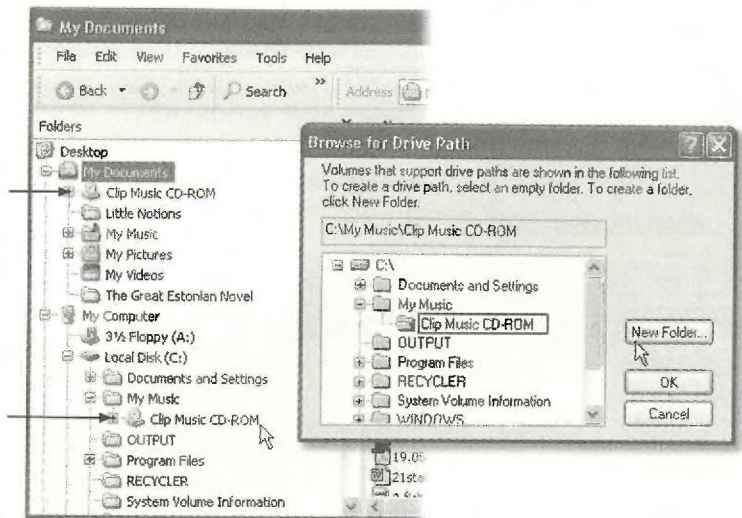 My Documents
File Edit View Favorites Tools Help
Back Search » Address
Folders
Desktop
My Documents
Clip Music CD-ROM
Little Notions
My Music
My Pictures
My Videos
The Great Estonian Novel
My Computer
3½ Floppy (A:)
Local Disk (C:)
Documents and Settings
My Music
Clip Music CD-ROM
OUTPUT
Program Files
RECYCLER
System Volume Information
Browse for Drive Path
Volumes that support drive paths are shown in the following list.
To create a drive path, select an empty folder. To create a folder,
click New Folder.
C:\My Music\Clip Music CD-ROM
C:\
Documents and Settings
My Music
Clip Music CD-ROM
OUTPUT
Program Files
RECYCLER
System Volume Information
WINDOWS
New Folder...
OK
Cancel
19.05
21ste